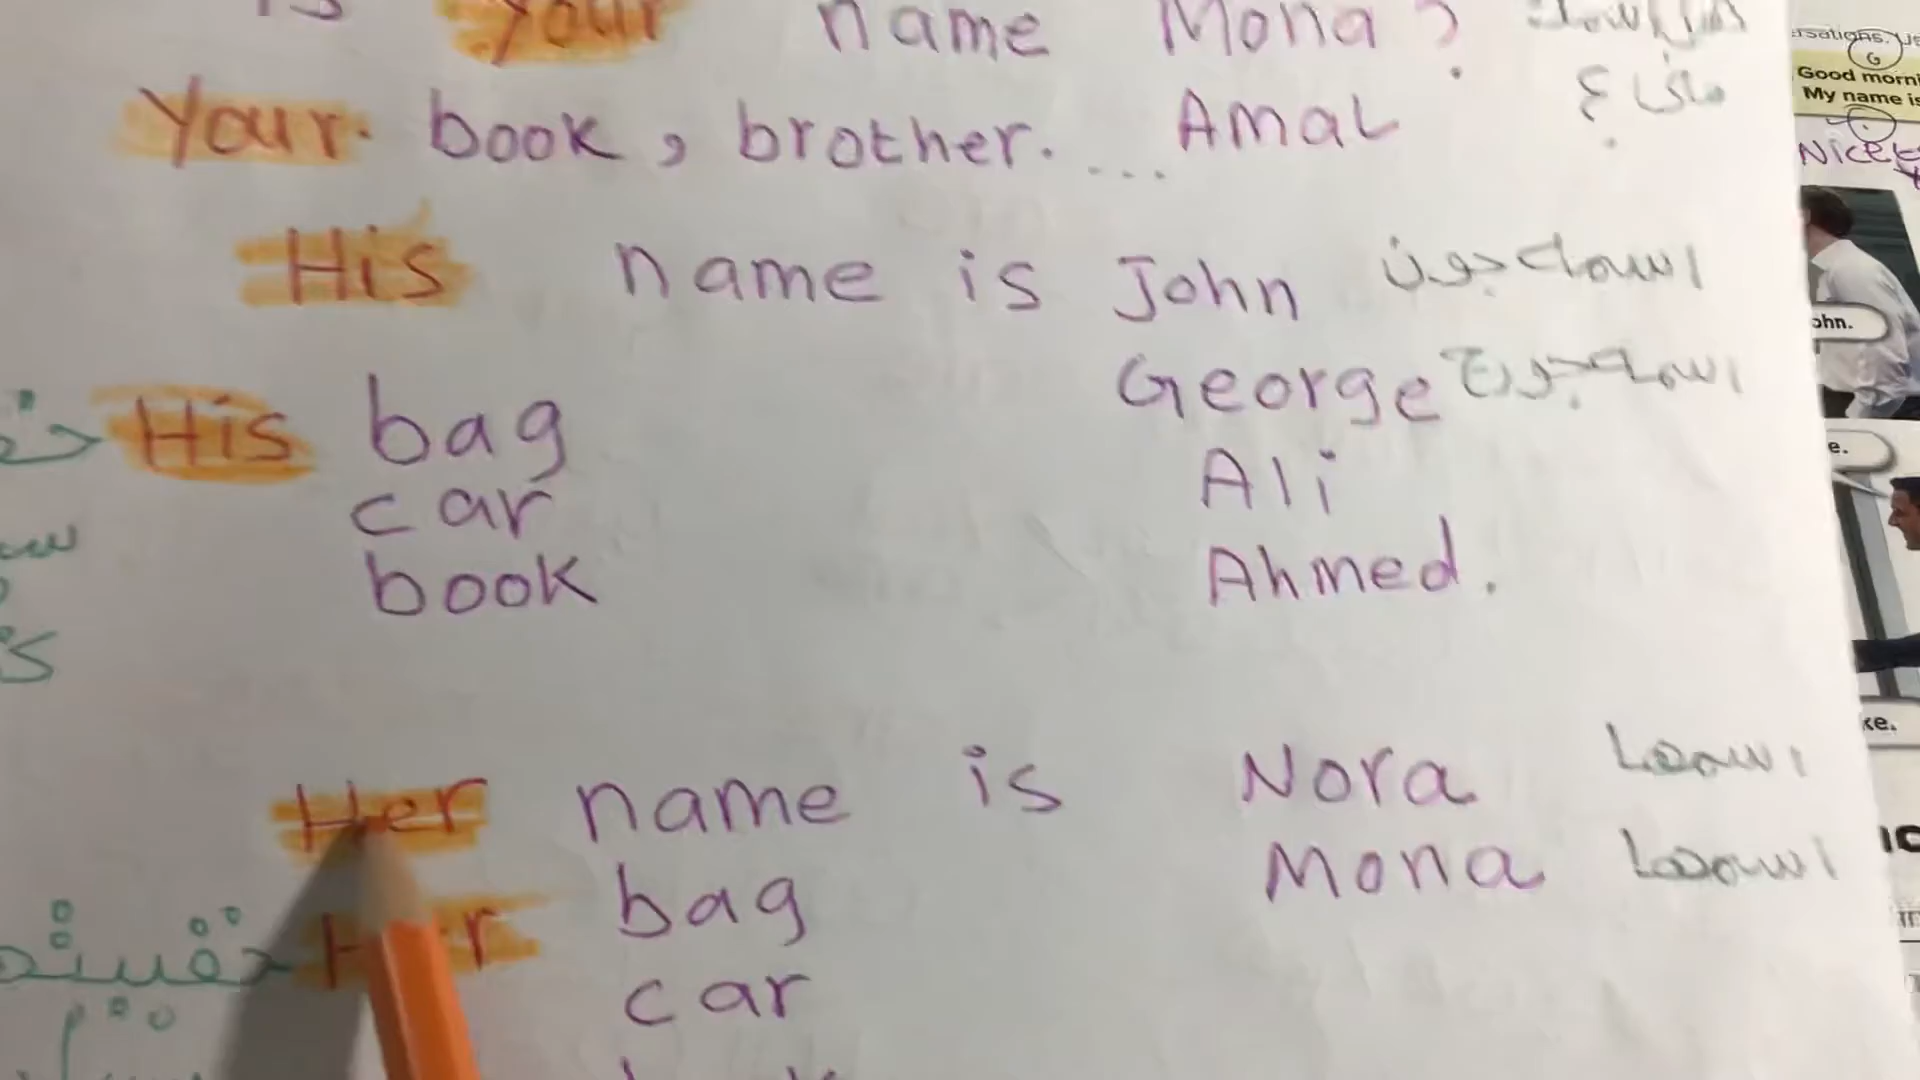 is your name Mona?
Your book, brother.... Amal
His name is John اسمه جون
George اسمه جورج
His bag
Ali
car
Ahmed.
book
Her name is Nora اسمها
Mona اسمها
bag
Her حقيبته
car
Good morni
My name is
Nice
ohn.
e.
ke.